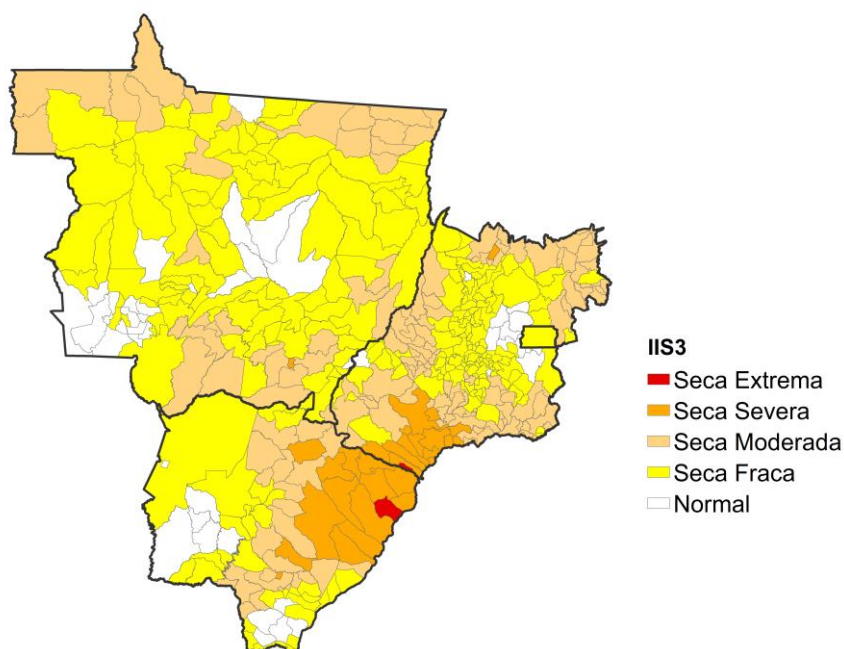 IIS3
Seca Extrema
Seca Severa
Seca Moderada
Seca Fraca
Normal